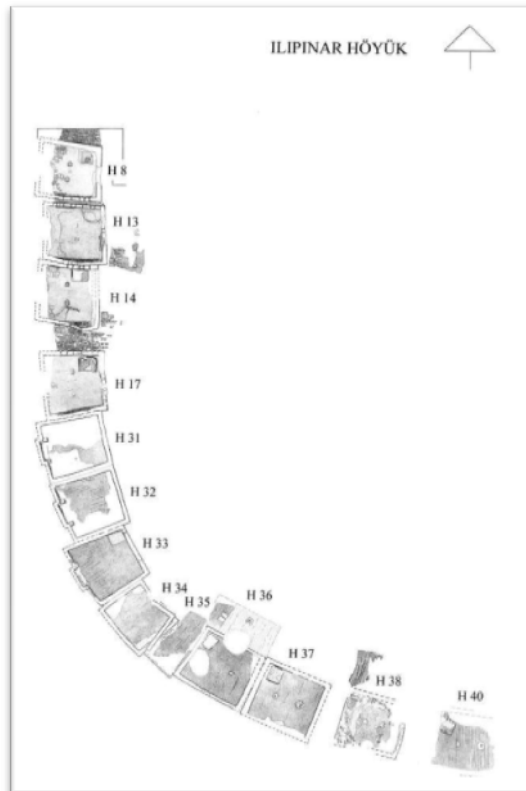 ILIPINAR HÖYÜK
H 8
H 13
H 14
H 17
H 31
H 32
H 33
H 34
H 35
H 36
H 37
H 38
H 40